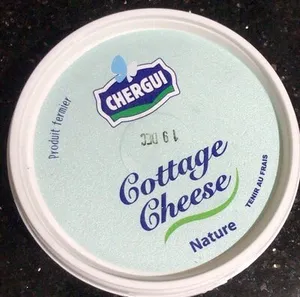 CHERGUI
Produit fermier
19 DEC
Cottage
Cheese
Nature
TENIR AU FRAIS